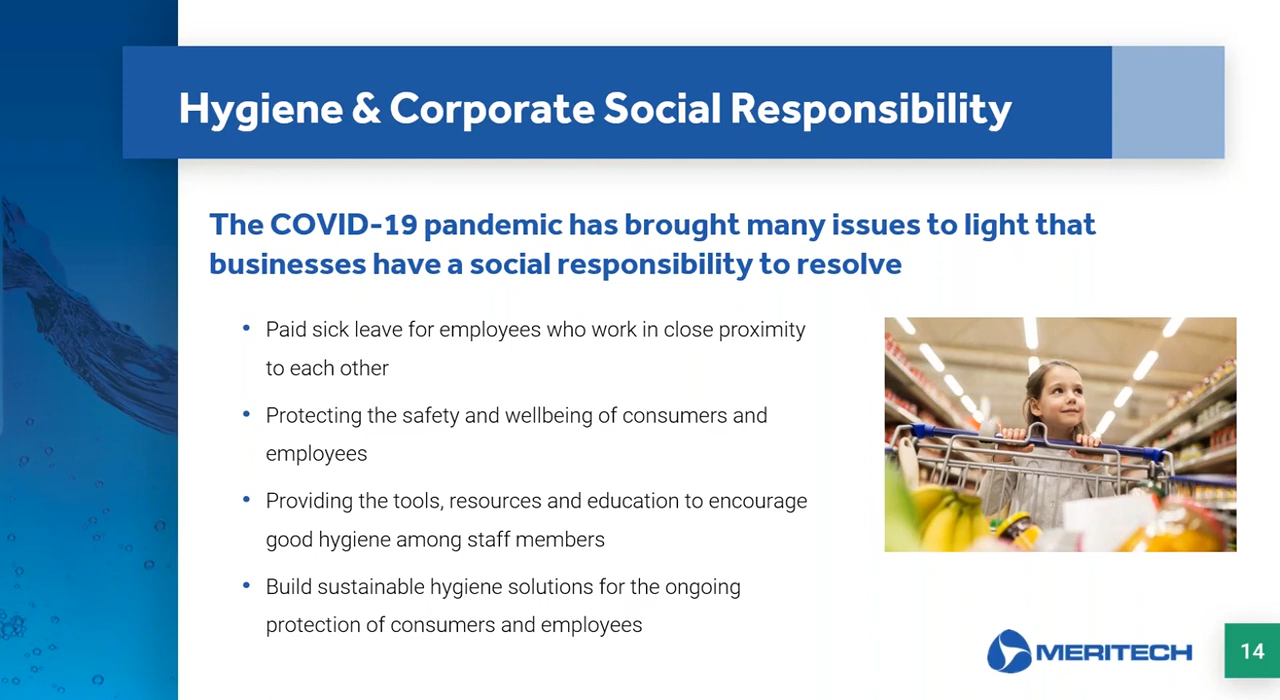 Hygiene & Corporate Social Responsibility
The COVID-19 pandemic has brought many issues to light that
businesses have a social responsibility to resolve
• Paid sick leave for employees who work in close proximity
to each other
• Protecting the safety and wellbeing of consumers and
employees
• Providing the tools, resources and education to encourage
good hygiene among staff members
• Build sustainable hygiene solutions for the ongoing
protection of consumers and employees
MERITECH
14